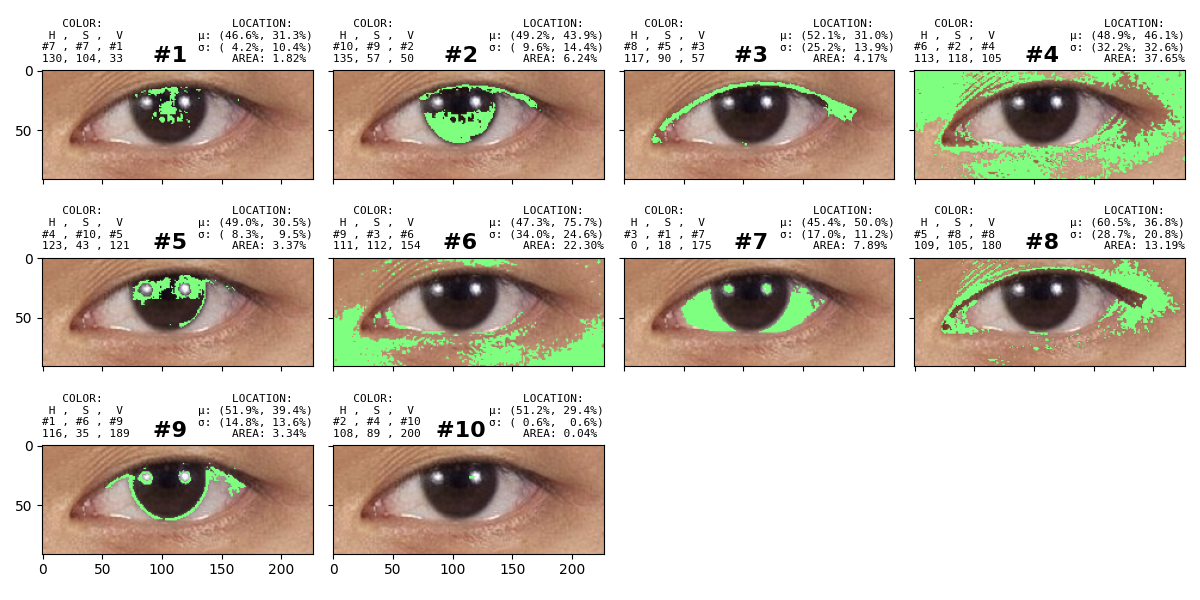 COLOR: LOCATION:
H , S , V μ: (46.6%, 31.3%)
#7 , #7 , #1 #1 σ: ( 4.2%, 10.4%)
130, 104, 33 AREA: 1.82%
COLOR: LOCATION:
H , S , V μ: (49.2%, 43.9%)
#10, #9 , #2 #2 σ: ( 9.6%, 14.4%)
135, 57 , 50 AREA: 6.24%
COLOR: LOCATION:
H , S , V μ: (52.1%, 31.0%)
#8 , #5 , #3 #3 σ: (25.2%, 13.9%)
117, 90 , 57 AREA: 4.17%
COLOR: LOCATION:
H , S , V μ: (48.9%, 46.1%)
#6 , #2 , #4 #4 σ: (32.2%, 32.6%)
113, 118, 105 AREA: 37.65%
0
50
COLOR: LOCATION:
H , S , V μ: (49.0%, 30.5%)
#4 , #10, #5 #5 σ: ( 8.3%, 9.5%)
123, 43 , 121 AREA: 3.37%
COLOR: LOCATION:
H , S , V μ: (47.3%, 75.7%)
#9 , #3 , #6 #6 σ: (34.0%, 24.6%)
111, 112, 154 AREA: 22.30%
COLOR: LOCATION:
H , S , V μ: (45.4%, 50.0%)
#3 , #1 , #7 #7 σ: (17.0%, 11.2%)
0 , 18 , 175 AREA: 7.89%
COLOR: LOCATION:
H , S , V μ: (60.5%, 36.8%)
#5 , #8 , #8 #8 σ: (28.7%, 20.8%)
109, 105, 180 AREA: 13.19%
0
50
COLOR: LOCATION:
H , S , V μ: (51.9%, 39.4%)
#1 , #6 , #9 #9 σ: (14.8%, 13.6%)
116, 35 , 189 AREA: 3.34%
COLOR: LOCATION:
H , S , V μ: (51.2%, 29.4%)
#2 , #4 , #10 #10 σ: ( 0.6%, 0.6%)
108, 89 , 200 AREA: 0.04%
0
50
0 50 100 150 200
0 50 100 150 200